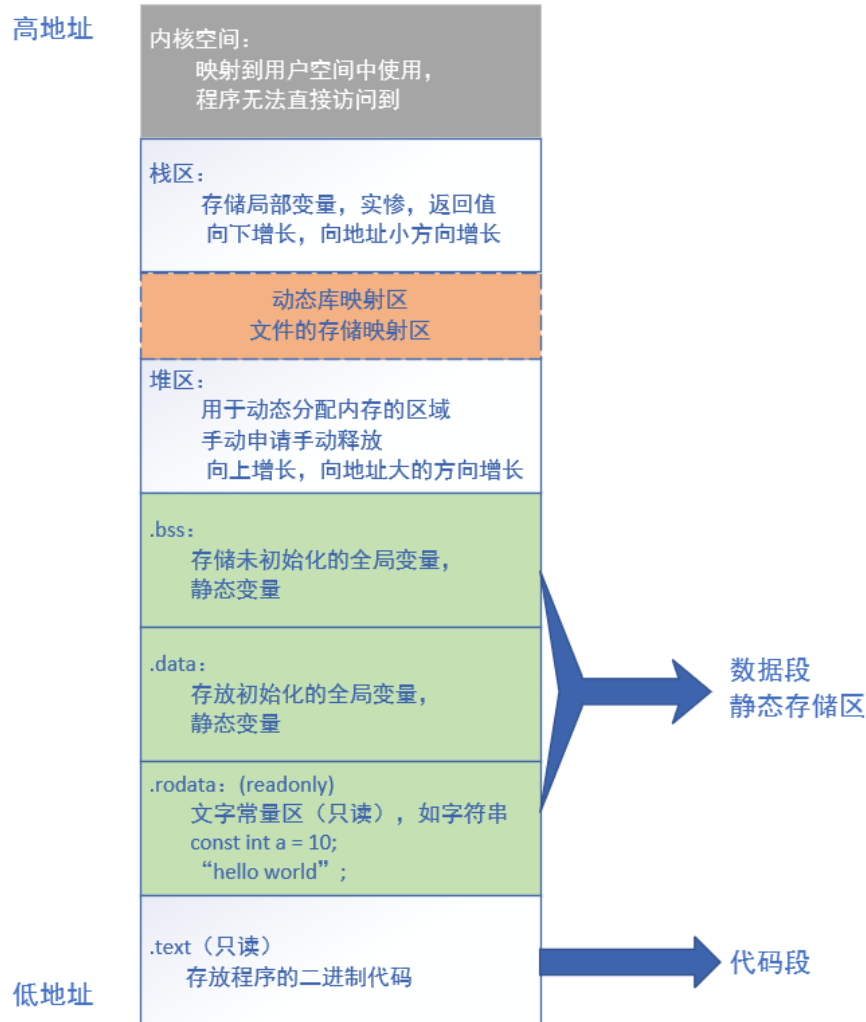 高地址
内核空间：
映射到用户空间中使用，
程序无法直接访问到
栈区：
存储局部变量，实惨，返回值
向下增长，向地址小方向增长
动态库映射区
文件的存储映射区
堆区：
用于动态分配内存的区域
手动申请手动释放
向上增长，向地址大的方向增长
.bss：
存储未初始化的全局变量，
静态变量
.data：
存放初始化的全局变量，
静态变量
数据段
静态存储区
.rodata：(readonly)
文字常量区（只读），如字符串
const int a = 10;
“hello world”;
.text（只读）
存放程序的二进制代码
代码段
低地址